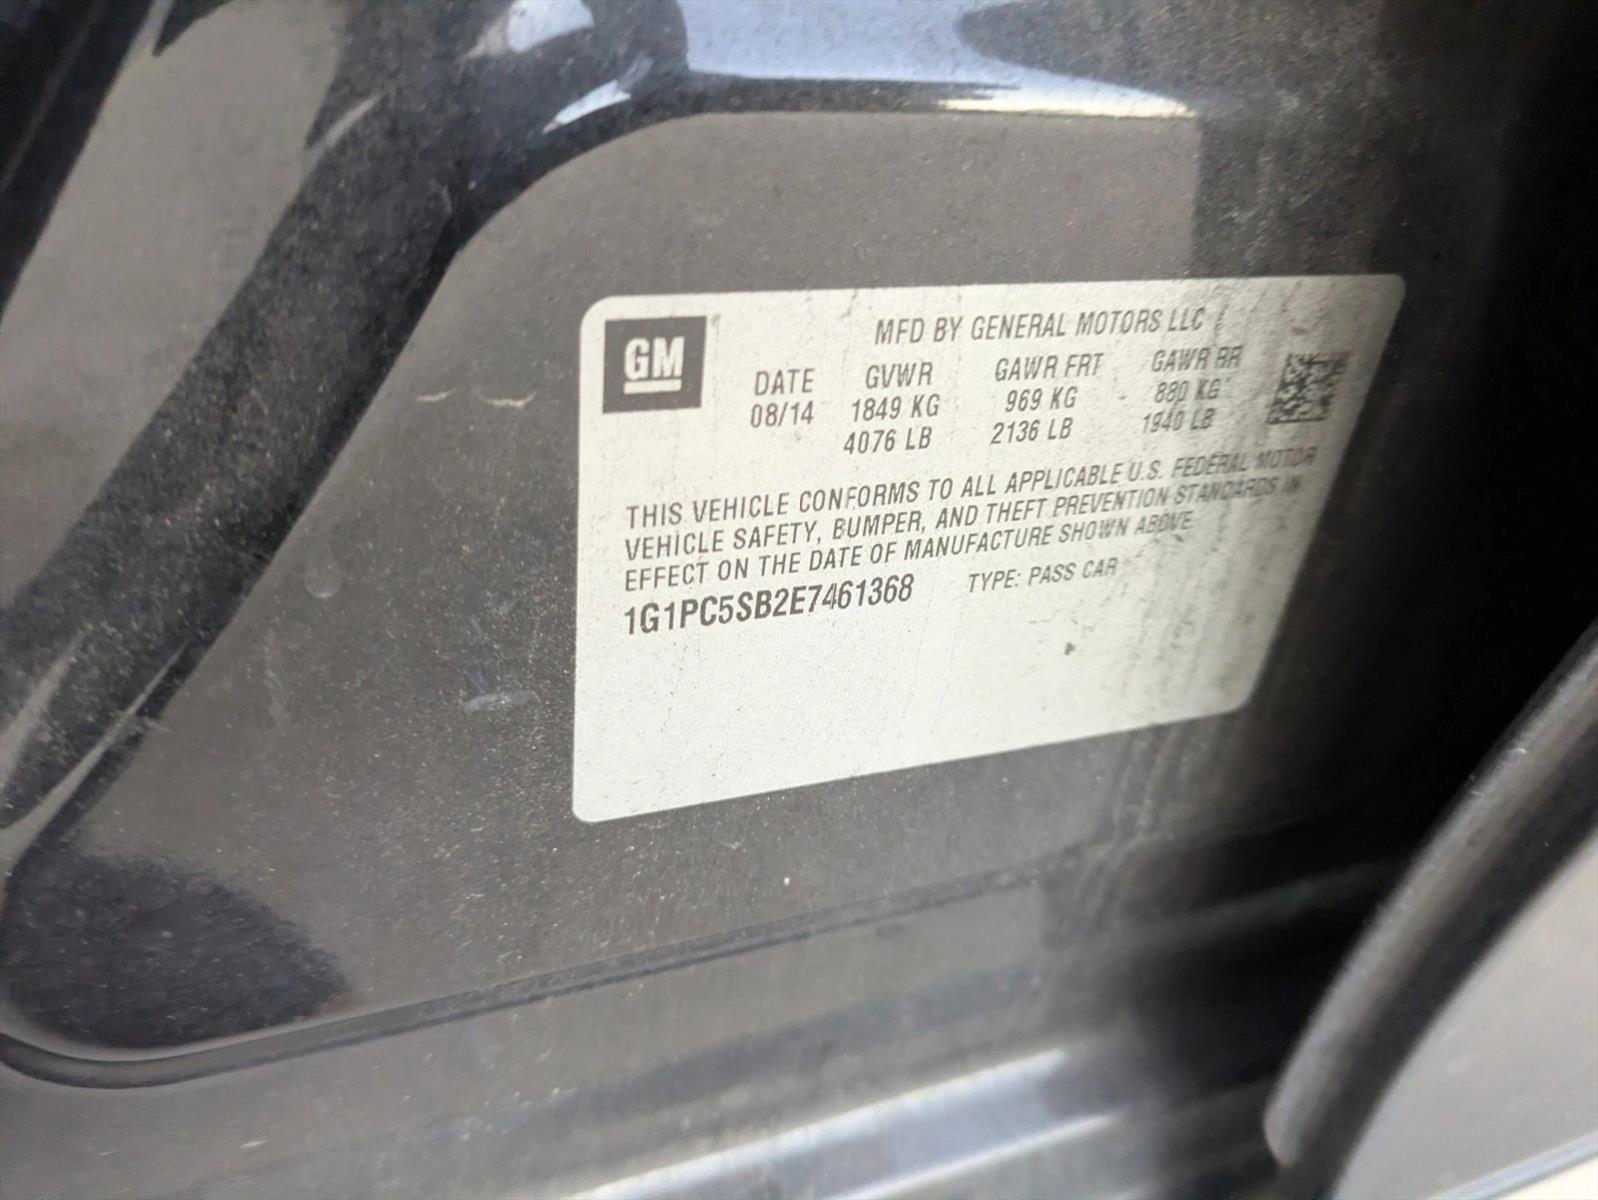 GM
MFD BY GENERAL MOTORS LLC
DATE GVWR GAWR FRT GAWR RR
08/14 1849 KG 969 KG 880 KG
4076 LB 2136 LB 1940 LB
THIS VEHICLE CONFORMS TO ALL APPLICABLE U.S. FEDERAL MOTOR
VEHICLE SAFETY, BUMPER, AND THEFT PREVENTION STANDARDS IN
EFFECT ON THE DATE OF MANUFACTURE SHOWN ABOVE.
1G1PC5SB2E7461368 TYPE: PASS CAR